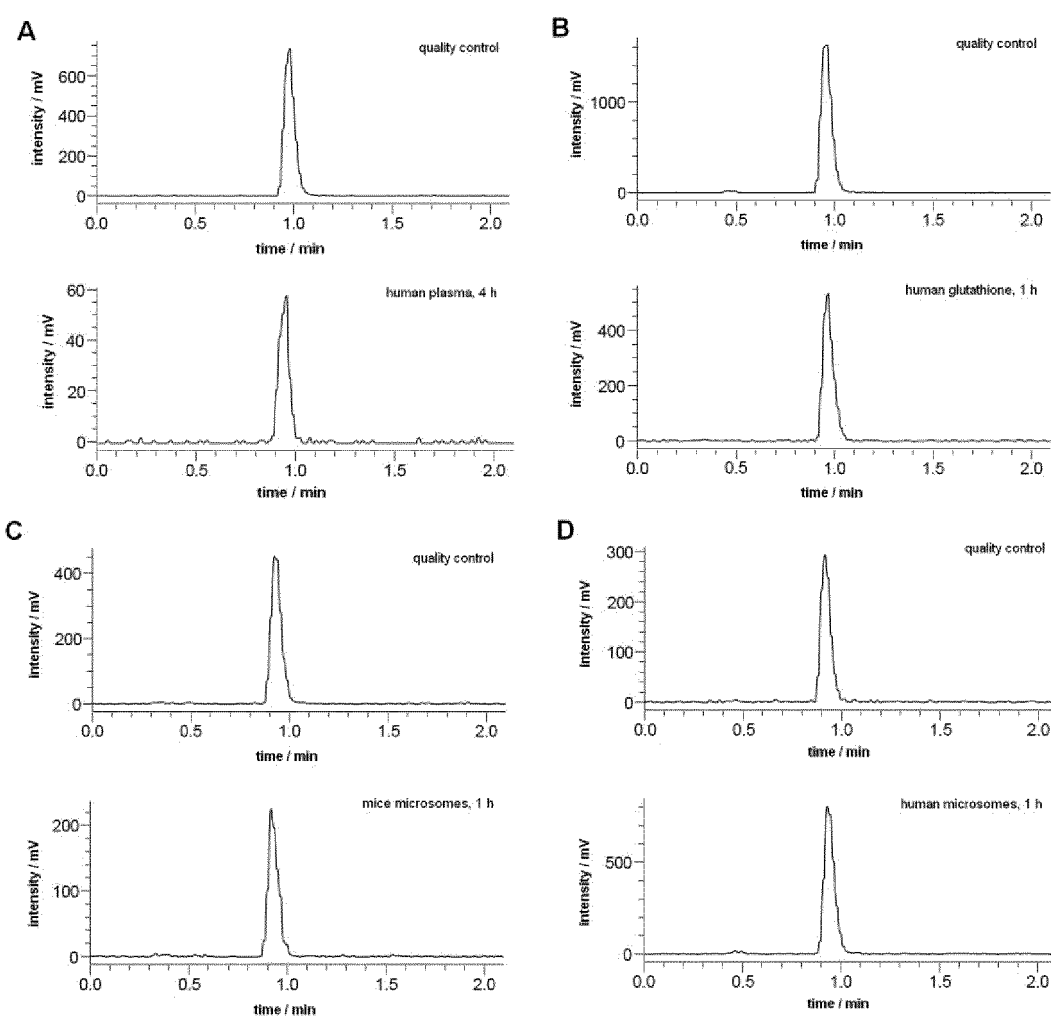 A
quality control
600
400
200
0
intensity / mV
0.0 0.5 1.0 1.5 2.0
time / min
human plasma, 4 h
60
40
20
0
intensity / mV
0.0 0.5 1.0 1.5 2.0
time / min
B
quality control
1000
0
intensity / mV
0.0 0.5 1.0 1.5 2.0
time / min
human glutathione, 1 h
400
200
0
intensity / mV
0.0 0.5 1.0 1.5 2.0
time / min
C
quality control
400
200
0
intensity / mV
0.0 0.5 1.0 1.5 2.0
time / min
mice microsomes, 1 h
200
100
0
intensity / mV
0.0 0.5 1.0 1.5 2.0
time / min
D
quality control
300
200
100
0
intensity / mV
0.0 0.5 1.0 1.5 2.0
time / min
human microsomes, 1 h
500
0
intensity / mV
0.0 0.5 1.0 1.5 2.0
time / min